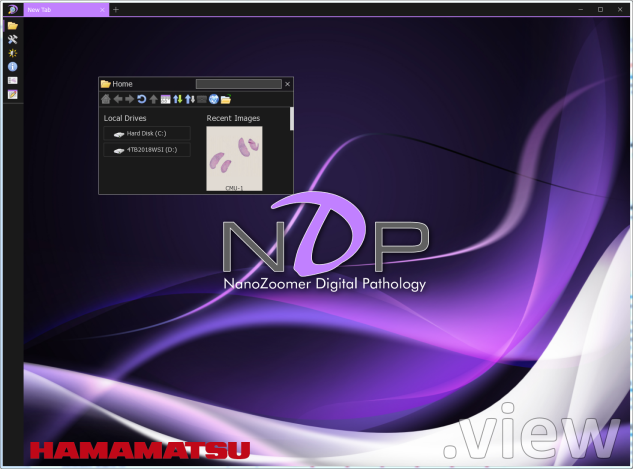 New Tab
Home
Local Drives
Recent Images
Hard Disk (C:)
4TB2018WSI (D:)
CMU-1
NDP
NanoZoomer Digital Pathology
.view
HAMAMATSU